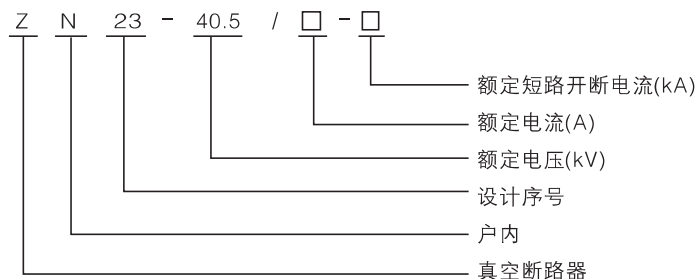 ZN23-40.5/□-□
额定短路开断电流(kA)
额定电流(A)
额定电压(kV)
设计序号
户内
真空断路器